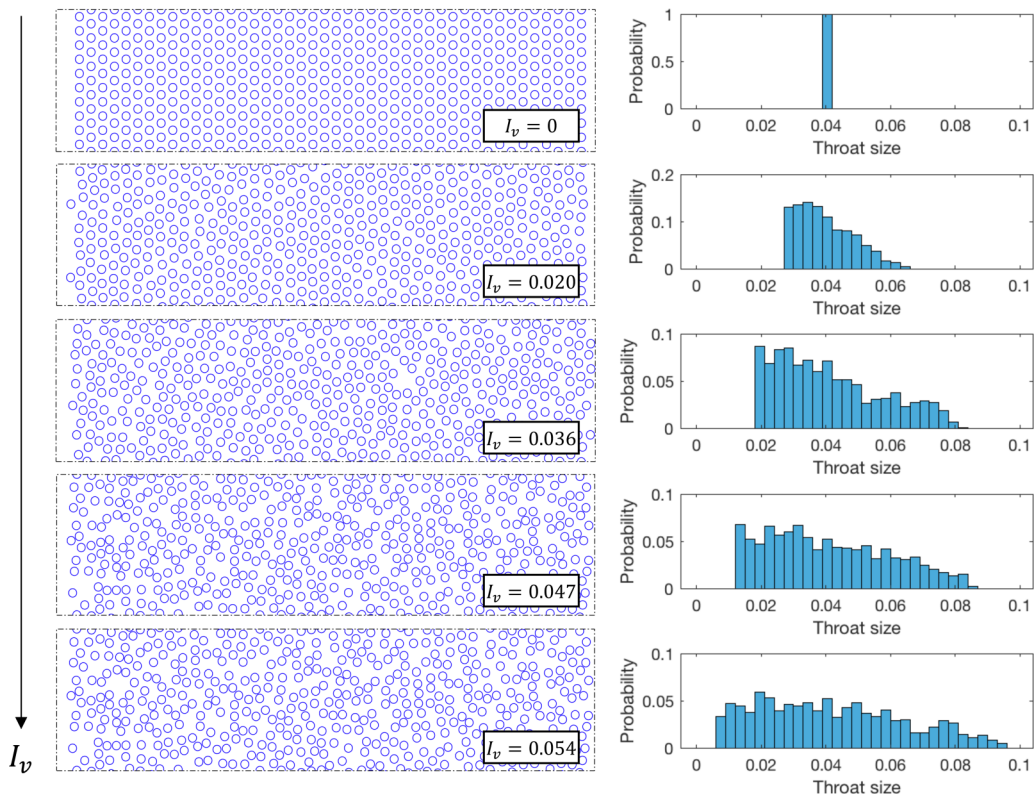 I_v = 0
Probability
1
0.5
0
0 0.02 0.04 0.06 0.08 0.1
Throat size
I_v = 0.020
Probability
0.2
0.1
0
0 0.02 0.04 0.06 0.08 0.1
Throat size
I_v = 0.036
Probability
0.1
0.05
0
0 0.02 0.04 0.06 0.08 0.1
Throat size
I_v = 0.047
Probability
0.1
0.05
0
0 0.02 0.04 0.06 0.08 0.1
Throat size
I_v = 0.054
Probability
0.1
0.05
0
0 0.02 0.04 0.06 0.08 0.1
Throat size
I_v